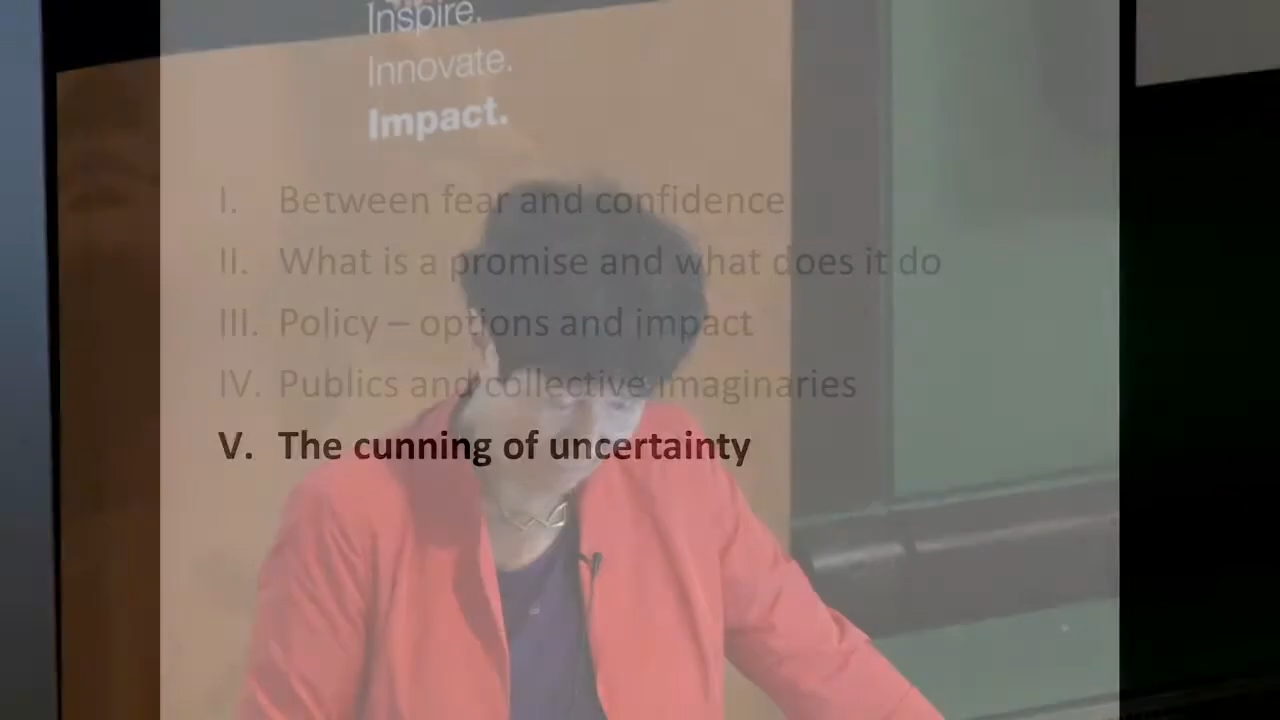 Inspire.
Innovate.
Impact.
I. Between fear and confidence
II. What is a promise and what does it do
III. Policy – options and impact
IV. Publics and collective imaginaries
V. The cunning of uncertainty